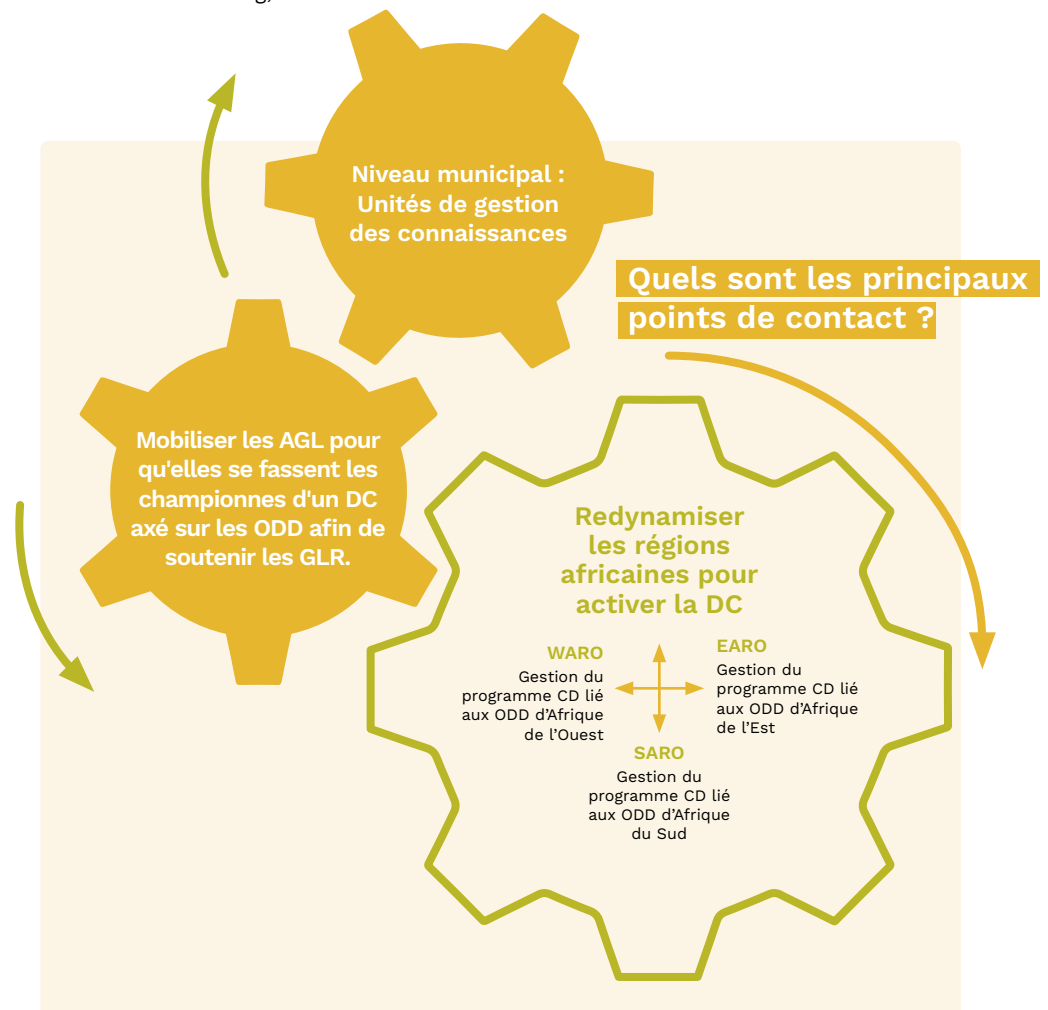 Niveau municipal :
Unités de gestion
des connaissances
Quels sont les principaux
points de contact ?
Mobiliser les AGL pour
qu'elles se fassent les
championnes d'un DC
axé sur les ODD afin de
soutenir les GLR.
Redynamiser
les régions
africaines pour
activer la DC
WARO
Gestion du
programme CD lié
aux ODD d’Afrique
de l’Ouest
EARO
Gestion du
programme CD lié
aux ODD d’Afrique
de l’Est
SARO
Gestion du
programme CD lié
aux ODD d’Afrique
du Sud